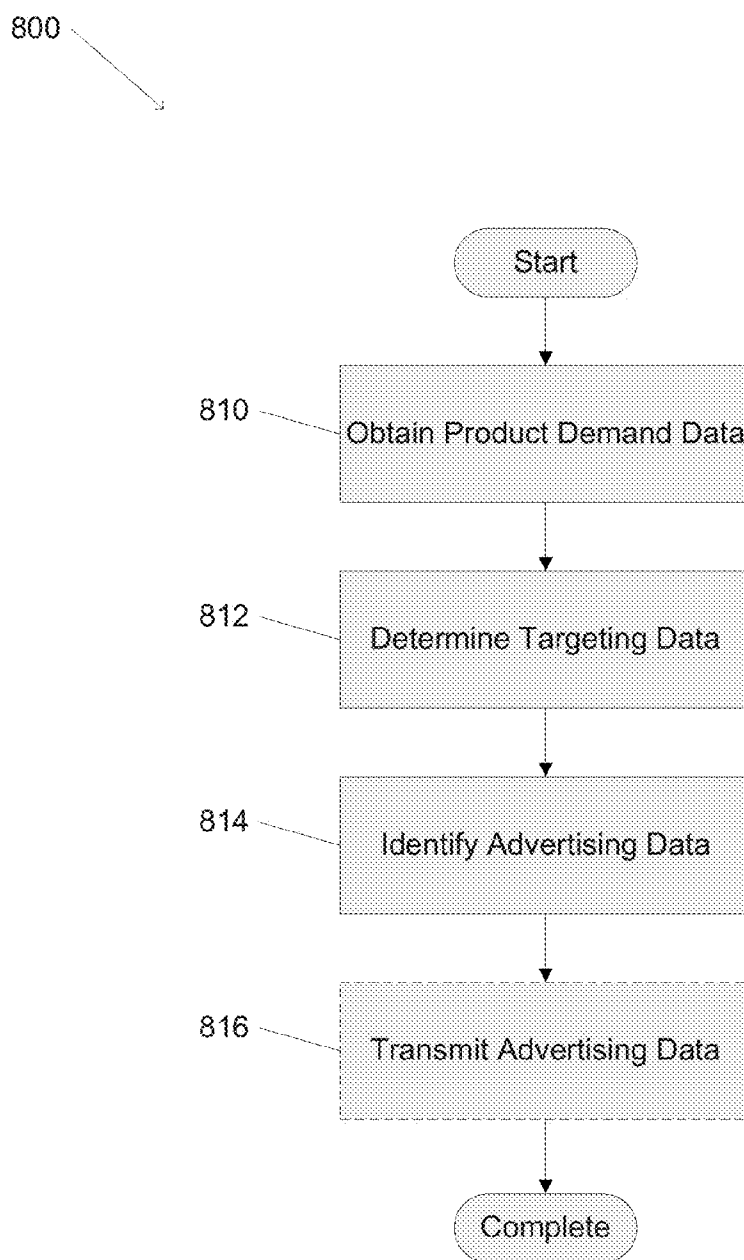 800
Start
810
Obtain Product Demand Data
812
Determine Targeting Data
814
Identify Advertising Data
816
Transmit Advertising Data
Complete